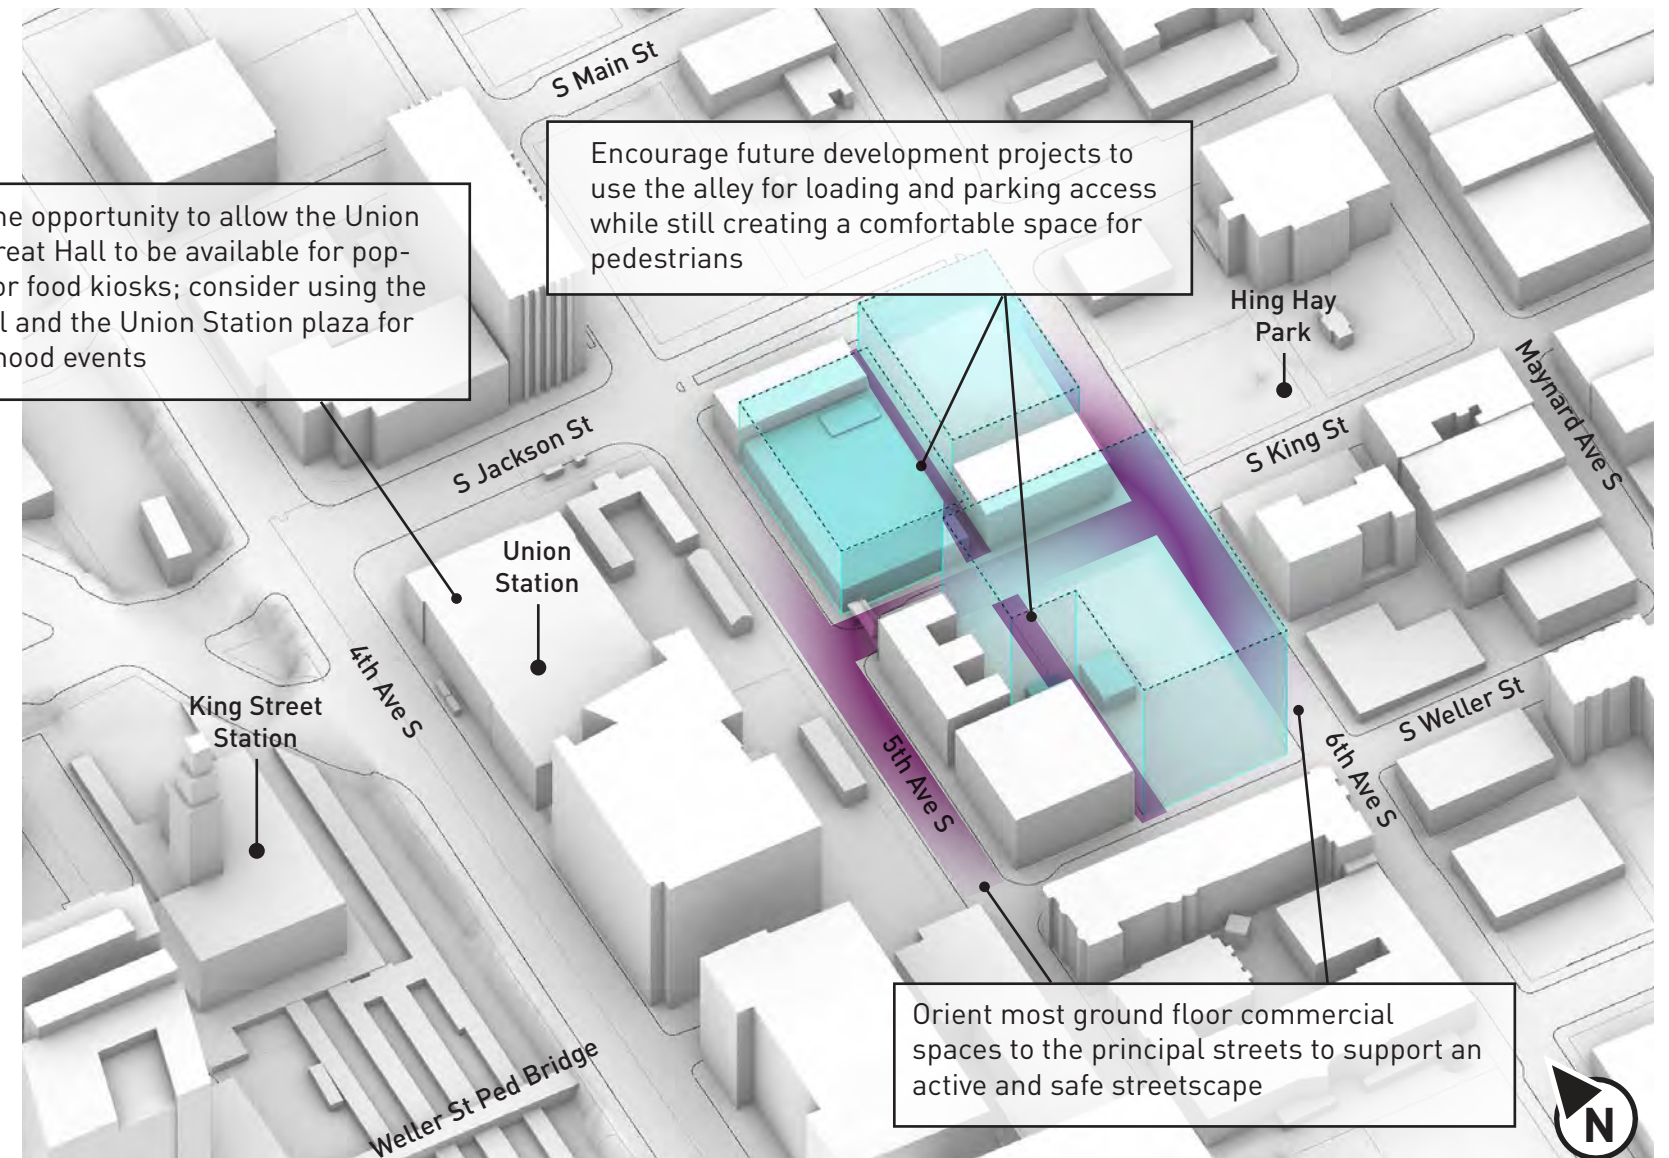 S Main St
Encourage future development projects to
use the alley for loading and parking access
while still creating a comfortable space for
pedestrians
opportunity to allow the Union
Hall to be available for pop-
food kiosks; consider using the
and the Union Station plaza for
events
Hing Hay
Park
Maynard Ave S
S King St
S Jackson St
Union
Station
4th Ave S
King Street
Station
5th Ave S
6th Ave S
S Weller St
Orient most ground floor commercial
spaces to the principal streets to support an
active and safe streetscape
Weller St Ped Bridge
N